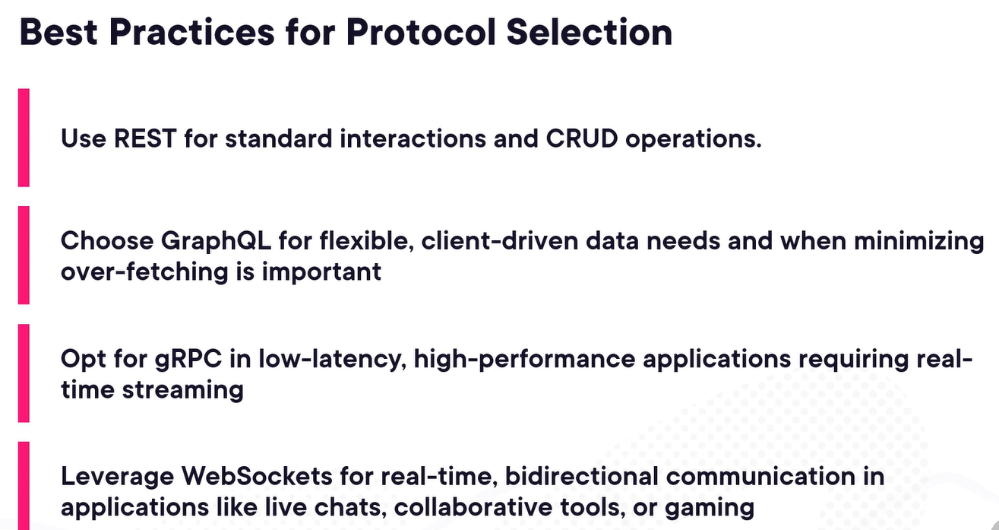 Best Practices for Protocol Selection
Use REST for standard interactions and CRUD operations.
Choose GraphQL for flexible, client-driven data needs and when minimizing
over-fetching is important
Opt for gRPC in low-latency, high-performance applications requiring real-
time streaming
Leverage WebSockets for real-time, bidirectional communication in
applications like live chats, collaborative tools, or gaming